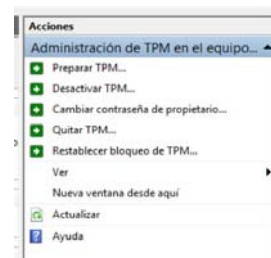 Acciones
Administración de TPM en el equipo...
Preparar TPM...
Desactivar TPM...
Cambiar contraseña de propietario...
Quitar TPM...
Restablecer bloqueo de TPM...
Ver
Nueva ventana desde aquí
Actualizar
Ayuda